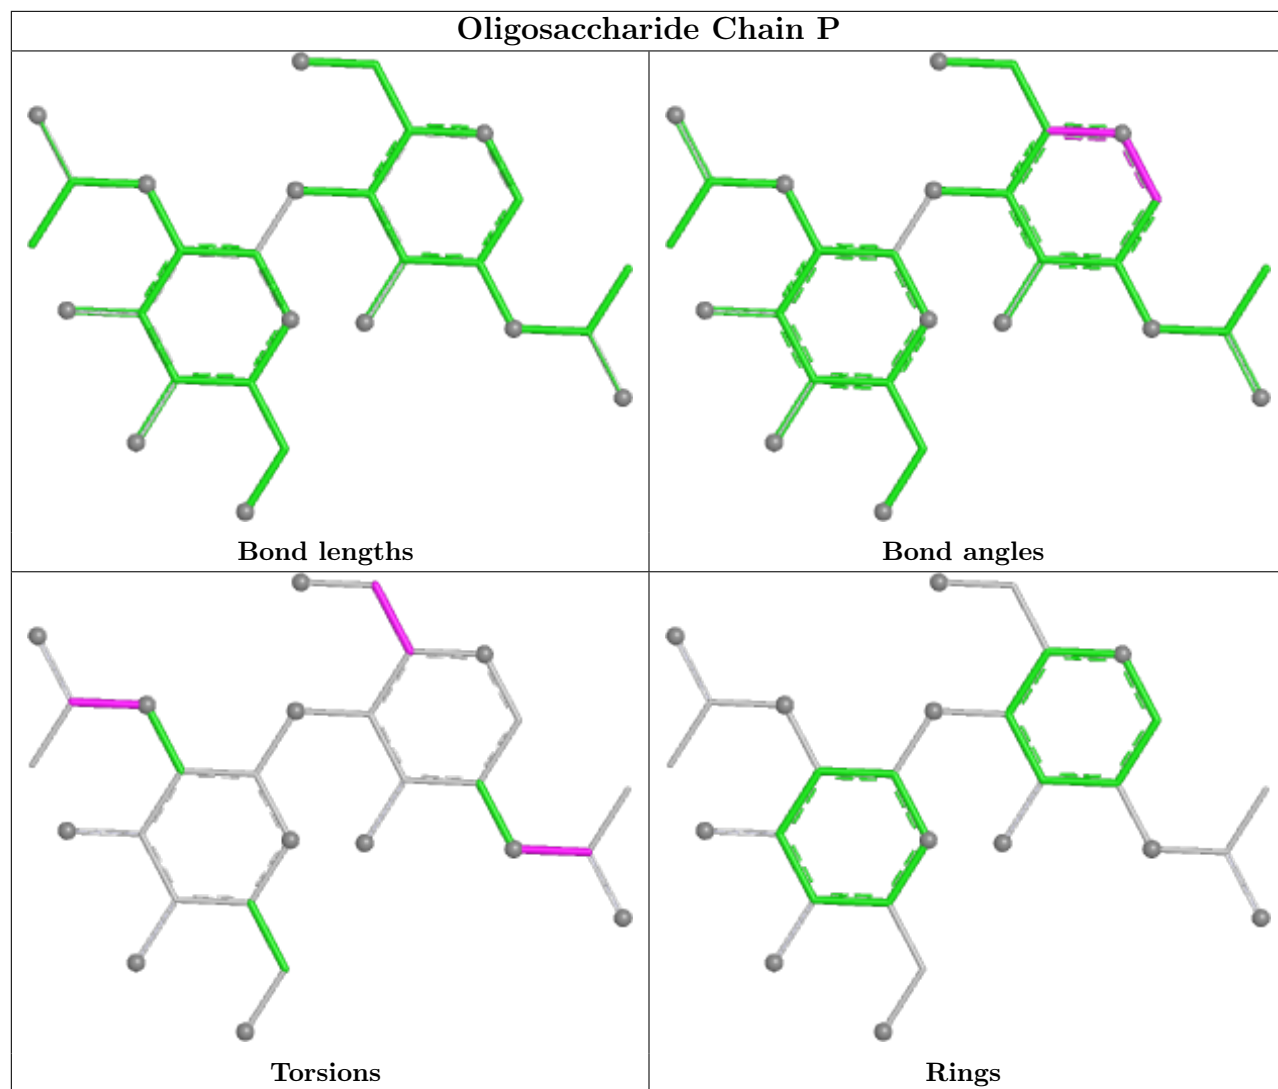 Oligosaccharide Chain P
Bond lengths
Bond angles
Torsions
Rings